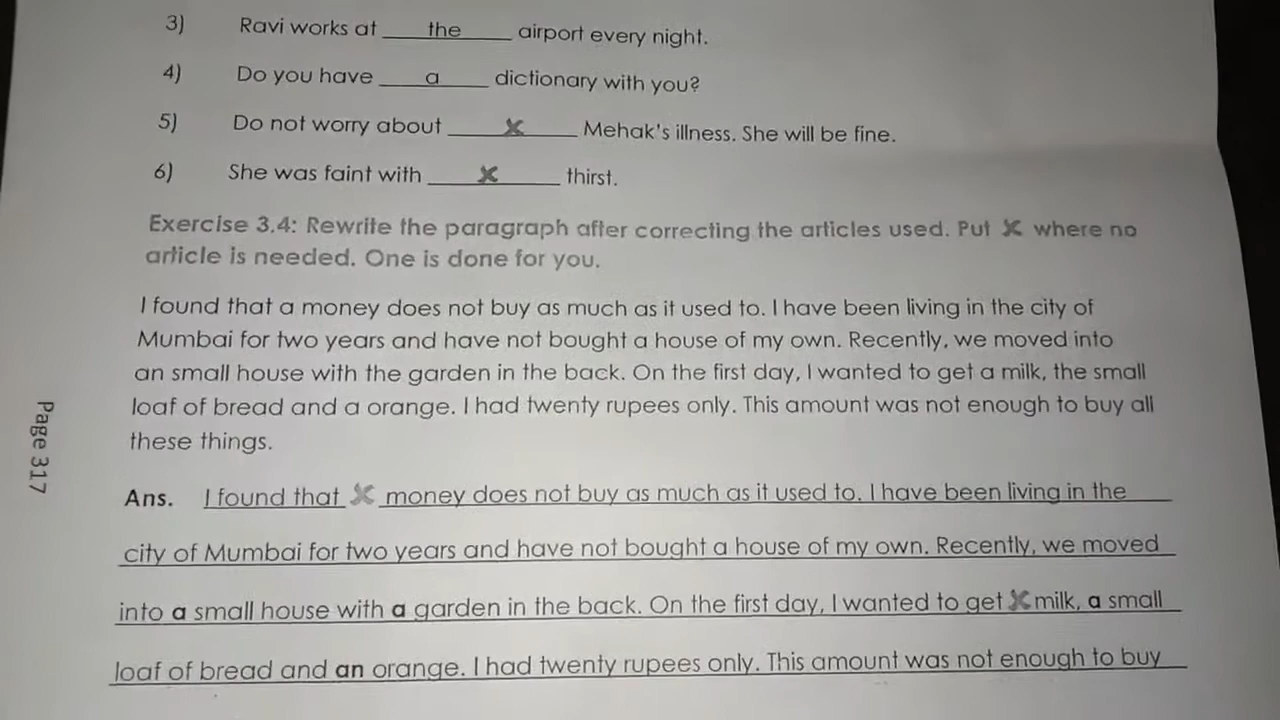 3) Ravi works at ___the___ airport every night.
4) Do you have ___a___ dictionary with you?
5) Do not worry about ___✗___ Mehak's illness. She will be fine.
6) She was faint with ___✗___ thirst.
Exercise 3.4: Rewrite the paragraph after correcting the articles used. Put ✗ where no
article is needed. One is done for you.
I found that a money does not buy as much as it used to. I have been living in the city of
Mumbai for two years and have not bought a house of my own. Recently, we moved into
an small house with the garden in the back. On the first day, I wanted to get a milk, the small
loaf of bread and a orange. I had twenty rupees only. This amount was not enough to buy all
these things.
Page 317
Ans. I found that ✗ money does not buy as much as it used to. I have been living in the
city of Mumbai for two years and have not bought a house of my own. Recently, we moved
into a small house with a garden in the back. On the first day, I wanted to get ✗ milk, a small
loaf of bread and an orange. I had twenty rupees only. This amount was not enough to buy